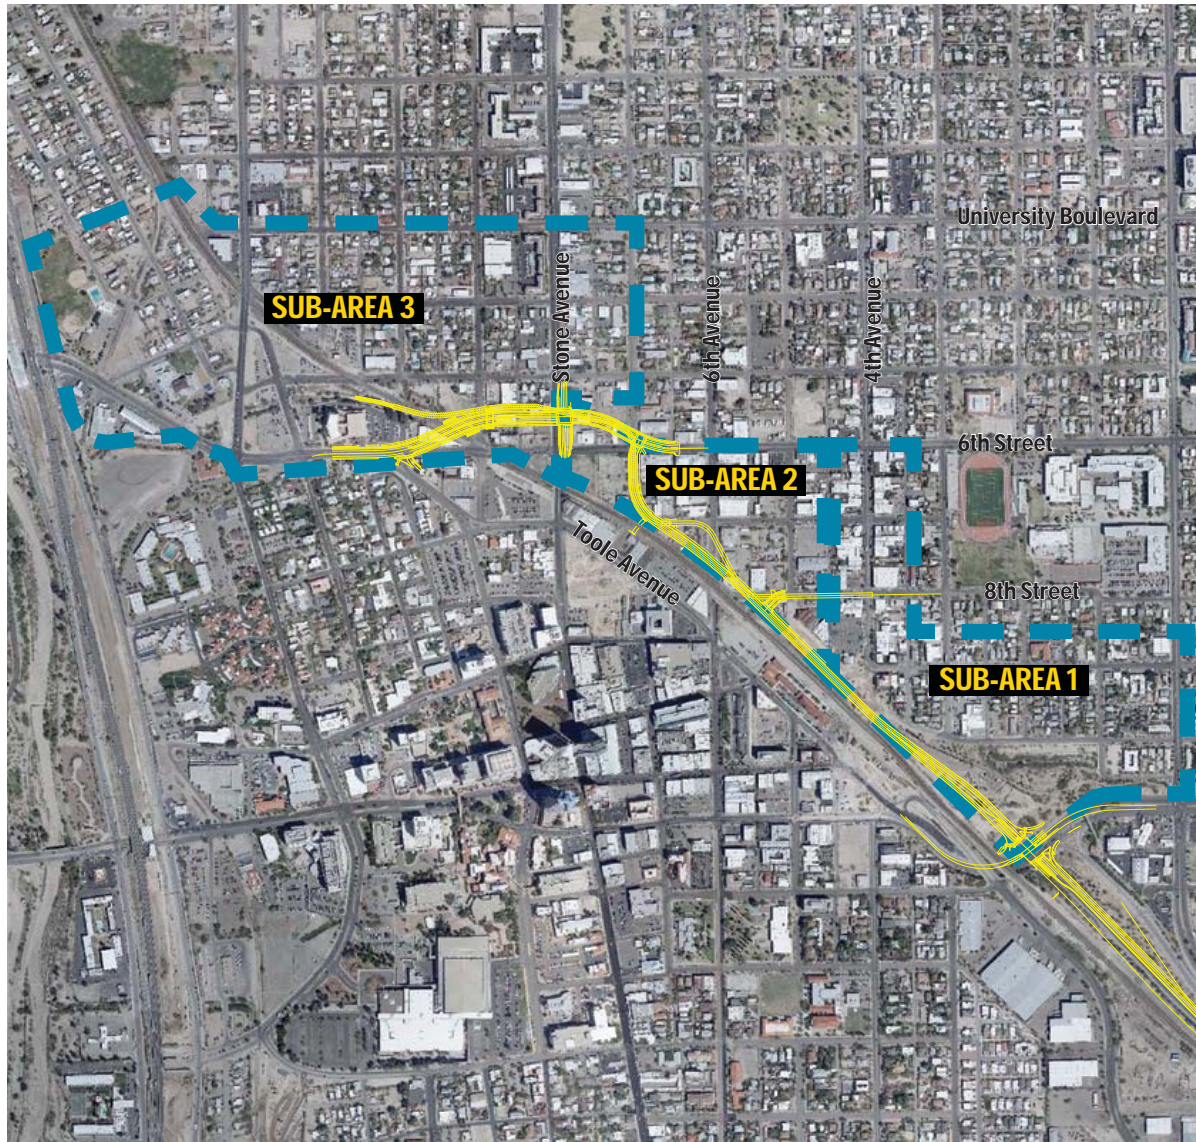 University Boulevard
SUB-AREA 3
Stone Avenue
6th Avenue
4th Avenue
6th Street
SUB-AREA 2
Toole Avenue
8th Street
SUB-AREA 1